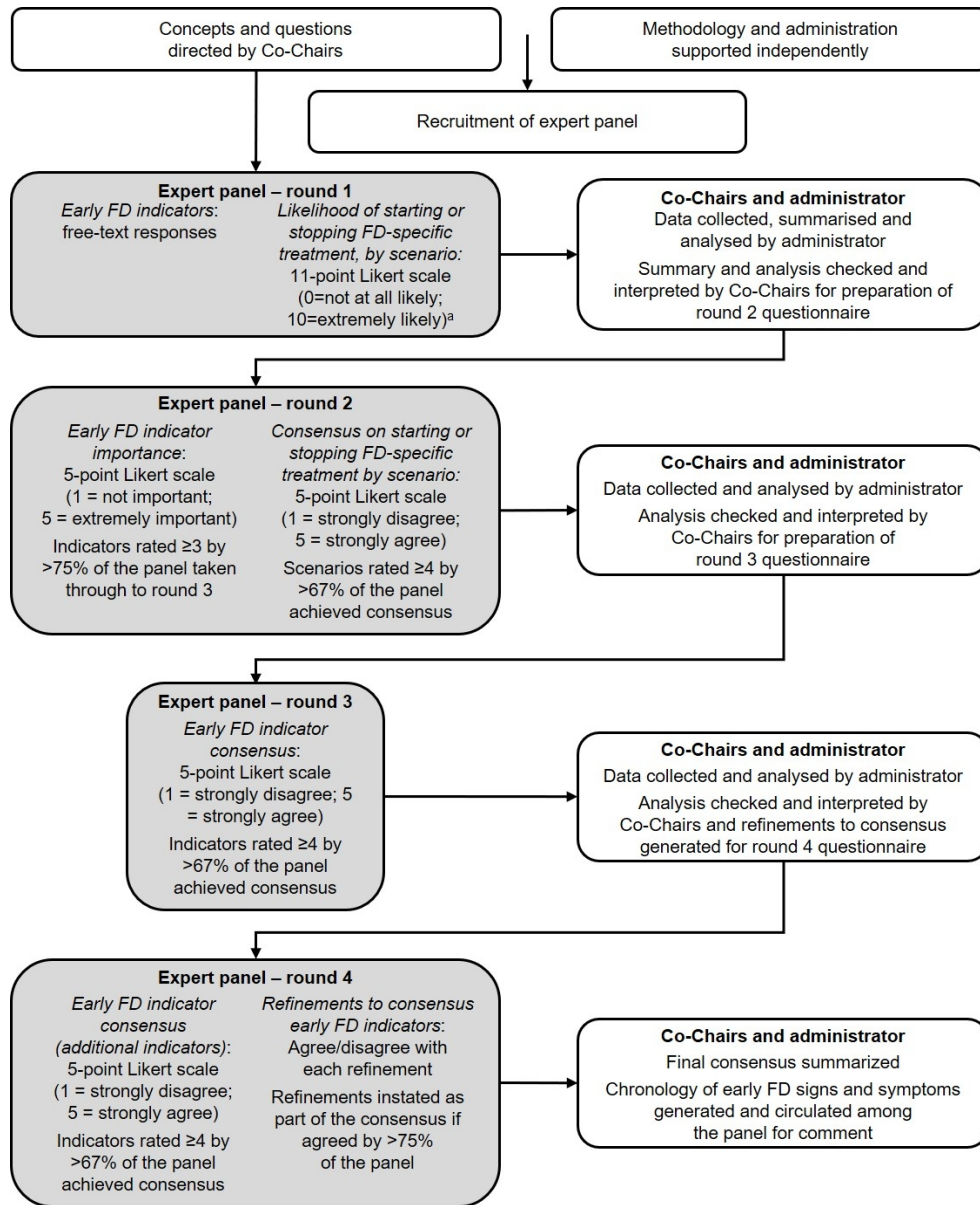 Concepts and questions
directed by Co-Chairs
Methodology and administration
supported independently
Recruitment of expert panel
Expert panel – round 1
Early FD indicators:
free-text responses
Likelihood of starting or
stopping FD-specific
treatment, by scenario:
11-point Likert scale
(0=not at all likely;
10=extremely likely)ᵃ
Co-Chairs and administrator
Data collected, summarised and
analysed by administrator
Summary and analysis checked and
interpreted by Co-Chairs for preparation of
round 2 questionnaire
Expert panel – round 2
Early FD indicator
importance:
5-point Likert scale
(1 = not important;
5 = extremely important)
Indicators rated ≥3 by
>75% of the panel taken
through to round 3
Consensus on starting or
stopping FD-specific
treatment by scenario:
5-point Likert scale
(1 = strongly disagree;
5 = strongly agree)
Scenarios rated ≥4 by
>67% of the panel
achieved consensus
Co-Chairs and administrator
Data collected and analysed by administrator
Analysis checked and interpreted by
Co-Chairs for preparation of
round 3 questionnaire
Expert panel – round 3
Early FD indicator
consensus:
5-point Likert scale
(1 = strongly disagree; 5
= strongly agree)
Indicators rated ≥4 by
>67% of the panel
achieved consensus
Co-Chairs and administrator
Data collected and analysed by administrator
Analysis checked and interpreted by
Co-Chairs and refinements to consensus
generated for round 4 questionnaire
Expert panel – round 4
Early FD indicator
consensus
(additional indicators):
5-point Likert scale
(1 = strongly disagree;
5 = strongly agree)
Indicators rated ≥4 by
>67% of the panel
achieved consensus
Refinements to consensus
early FD indicators:
Agree/disagree with
each refinement
Refinements instated as
part of the consensus if
agreed by >75%
of the panel
Co-Chairs and administrator
Final consensus summarized
Chronology of early FD signs and symptoms
generated and circulated among
the panel for comment